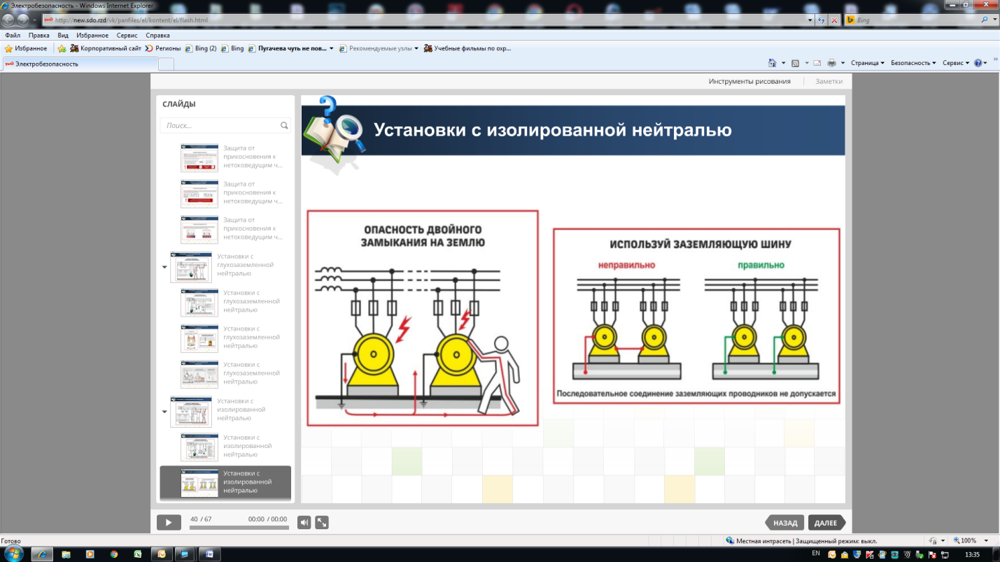 Электробезопасность - Windows Internet Explorer
http://new.sdo.rzd/vk/parifiles/el/kontent/el/flash.html
Bing
Файл Правка Вид Избранное Сервис Справка
Избранное Корпоративный сайт Регионы Bing (2) Bing Пугачева чуть не пов... Рекомендуемые узлы Учебные фильмы по охр...
Электробезопасность
Страница Безопасность Сервис
Инструменты рисования Заметки
СЛАЙДЫ
Поиск...
Защита от
прикосновения к
нетоковедущим ч...
Защита от
прикосновения к
нетоковедущим ч...
Защита от
прикосновения к
нетоковедущим ч...
Установки с
глухозаземленной
нейтралью
Установки с
глухозаземленной
нейтралью
Установки с
глухозаземленной
нейтралью
Установки с
глухозаземленной
нейтралью
Установки с
изолированной
нейтралью
Установки с
изолированной
нейтралью
Установки с
изолированной
нейтралью
Установки с изолированной нейтралью
ОПАСНОСТЬ ДВОЙНОГО
ЗАМЫКАНИЯ НА ЗЕМЛЮ
ИСПОЛЬЗУЙ ЗАЗЕМЛЯЮЩУЮ ШИНУ
неправильно правильно
Последовательное соединение заземляющих проводников не допускается
40 / 67 00:00 / 00:00
НАЗАД ДАЛЕЕ
Готово
Местная интрасеть | Защищенный режим: выкл.
100%
EN
13:35